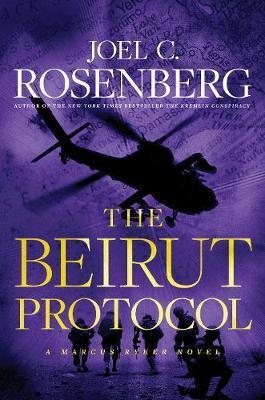 JOEL C.
ROSENBERG
AUTHOR OF THE NEW YORK TIMES BESTSELLER THE KREMLIN CONSPIRACY
THE
BEIRUT
PROTOCOL
A MARCUS RYKER NOVEL